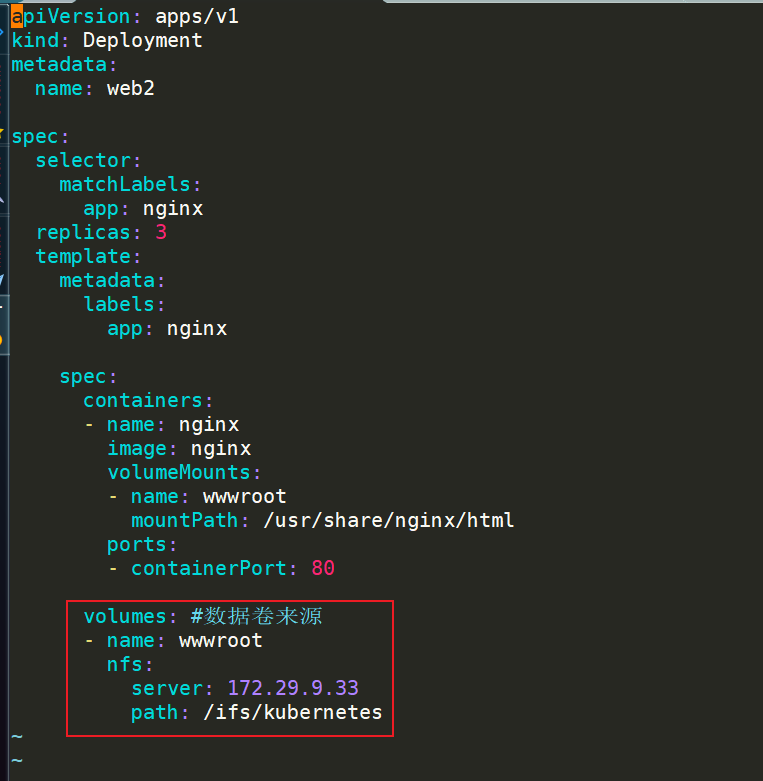 apiVersion: apps/v1
kind: Deployment
metadata:
  name: web2

spec:
  selector:
    matchLabels:
      app: nginx
  replicas: 3
  template:
    metadata:
      labels:
        app: nginx

    spec:
      containers:
      - name: nginx
        image: nginx
        volumeMounts:
        - name: wwwroot
          mountPath: /usr/share/nginx/html
        ports:
        - containerPort: 80

      volumes: #数据卷来源
      - name: wwwroot
        nfs:
          server: 172.29.9.33
          path: /ifs/kubernetes
~
~